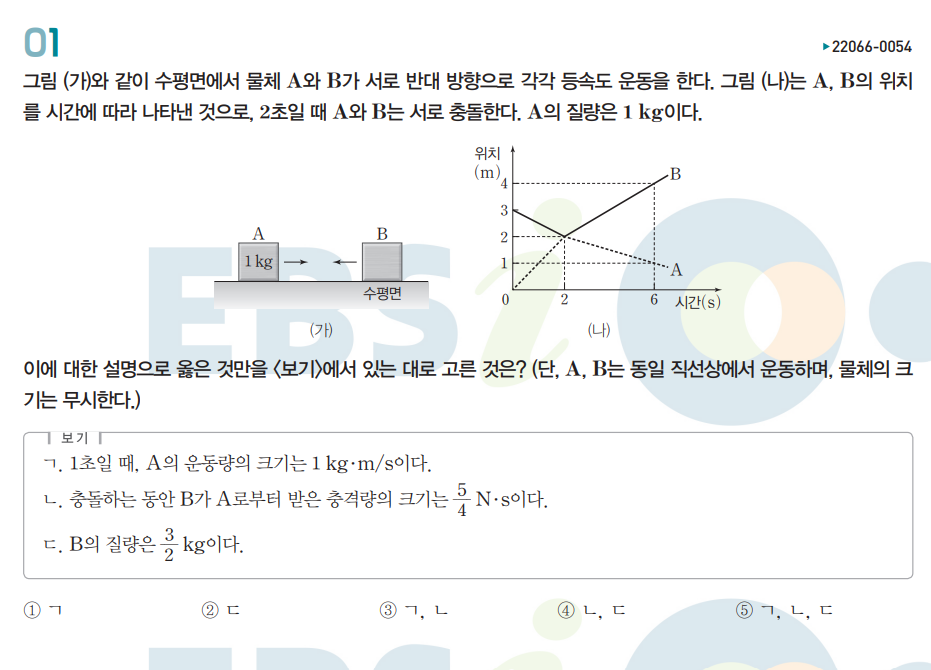 01
▶22066-0054
그림 (가)와 같이 수평면에서 물체 A와 B가 서로 반대 방향으로 각각 등속도 운동을 한다. 그림 (나)는 A, B의 위치
를 시간에 따라 나타낸 것으로, 2초일 때 A와 B는 서로 충돌한다. A의 질량은 1 kg이다.
A
B
1 kg
수평면
(가)
위치
(m)
4
3
2
1
0
2
6
시간(s)
B
A
(나)
이에 대한 설명으로 옳은 것만을 <보기>에서 있는 대로 고른 것은? (단, A, B는 동일 직선상에서 운동하며, 물체의 크
기는 무시한다.)
보기
ㄱ. 1초일 때, A의 운동량의 크기는 1 kg·m/s이다.
ㄴ. 충돌하는 동안 B가 A로부터 받은 충격량의 크기는 5/4 N·s이다.
ㄷ. B의 질량은 3/2 kg이다.
① ㄱ ② ㄷ ③ ㄱ, ㄴ ④ ㄴ, ㄷ ⑤ ㄱ, ㄴ, ㄷ
EBSi